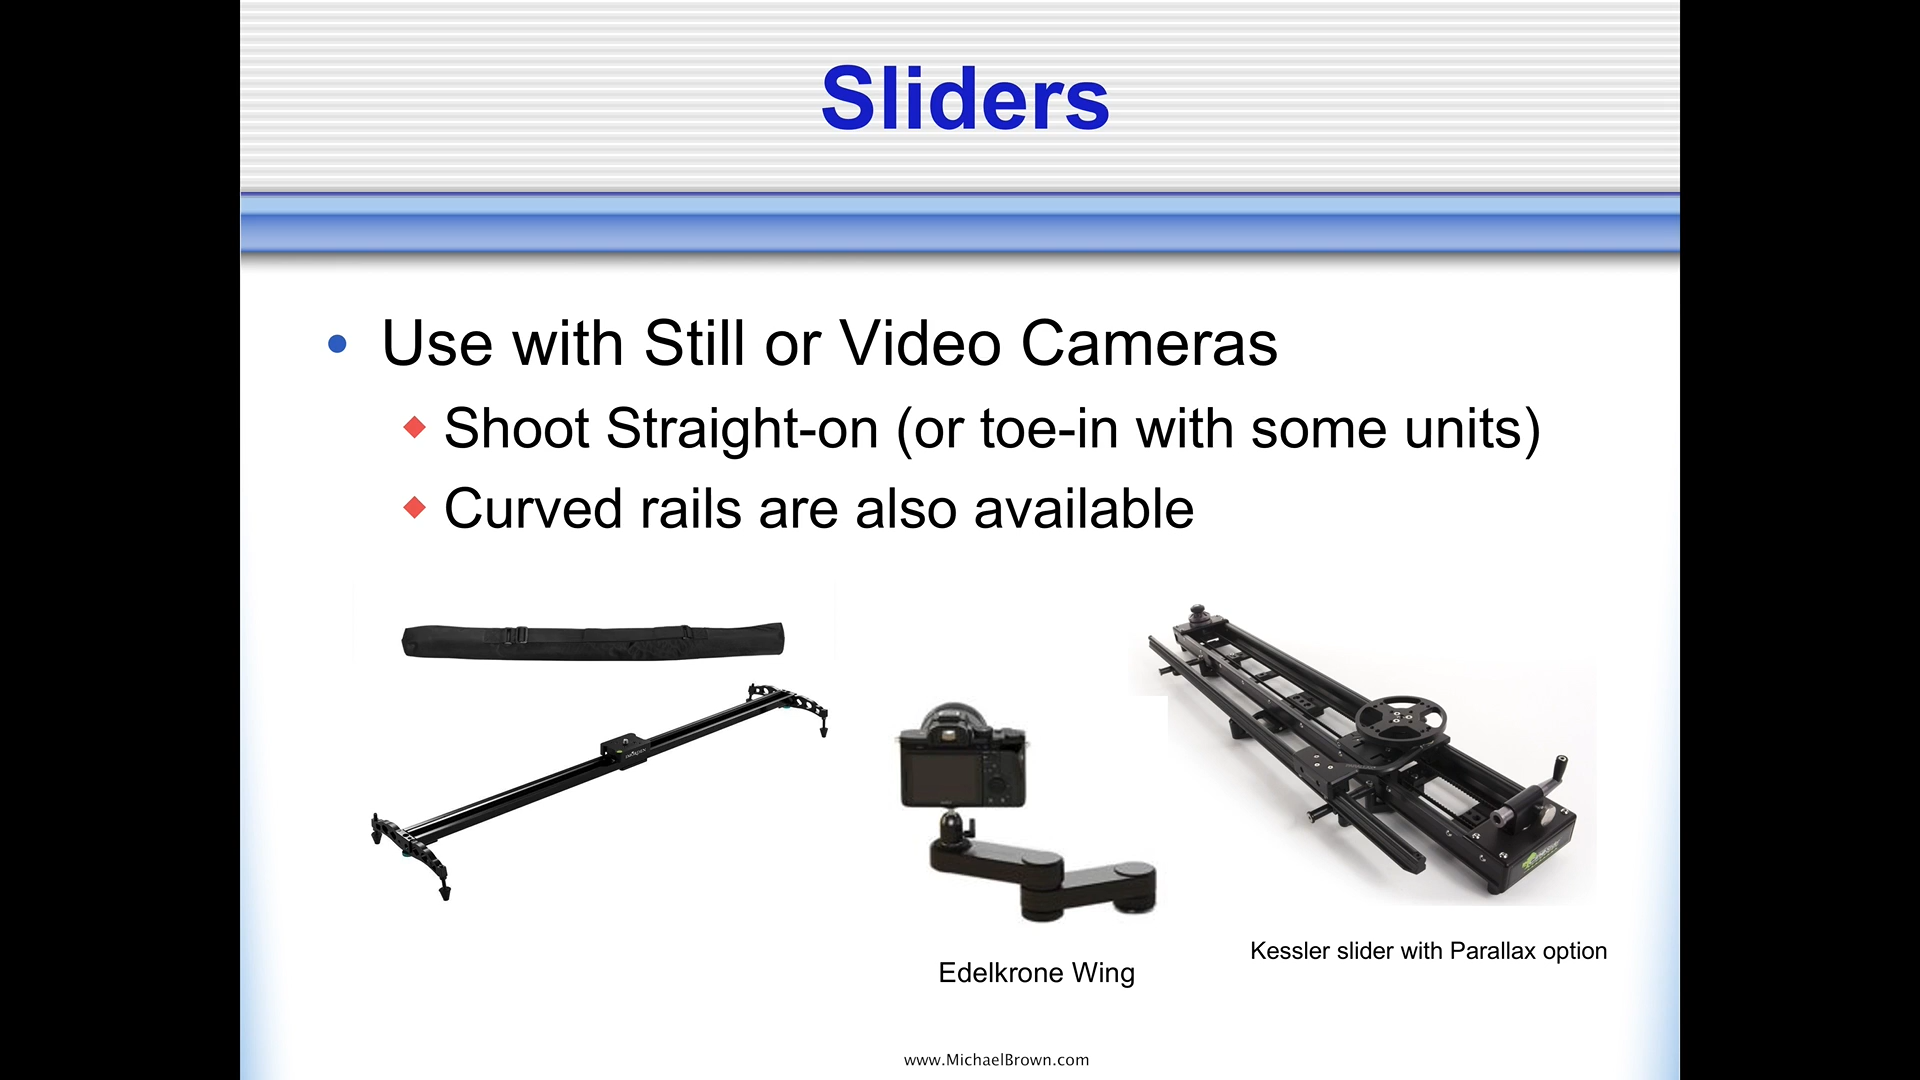 Sliders
Use with Still or Video Cameras
Shoot Straight-on (or toe-in with some units)
Curved rails are also available
Edelkrone Wing
Kessler slider with Parallax option
www.MichaelBrown.com